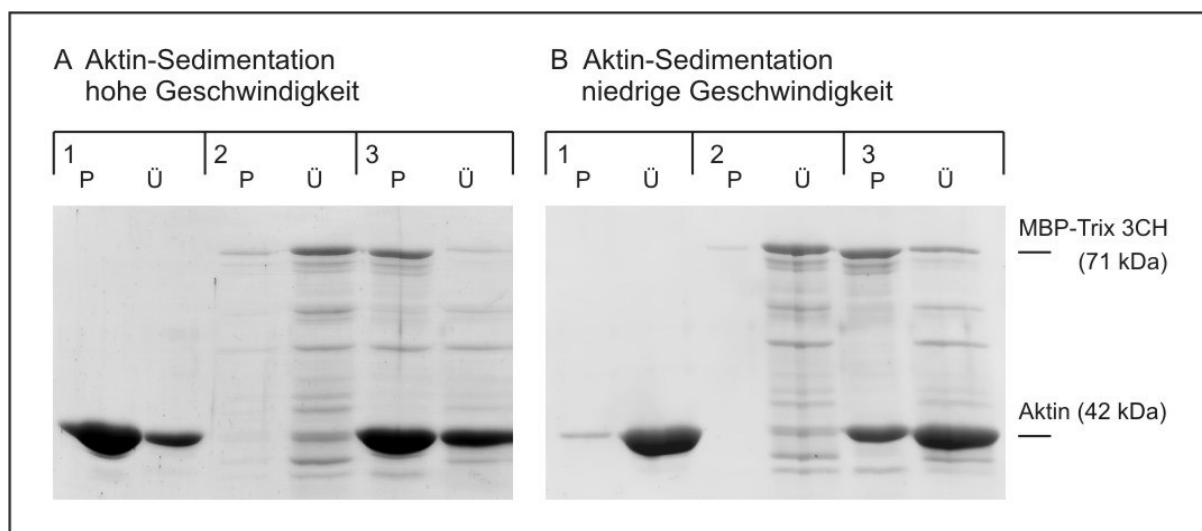 A Aktin-Sedimentation
hohe Geschwindigkeit
B Aktin-Sedimentation
niedrige Geschwindigkeit
1 2 3
P Ü P Ü P Ü
1 2 3
P Ü P Ü P Ü
MBP-Trix 3CH
(71 kDa)
Aktin (42 kDa)